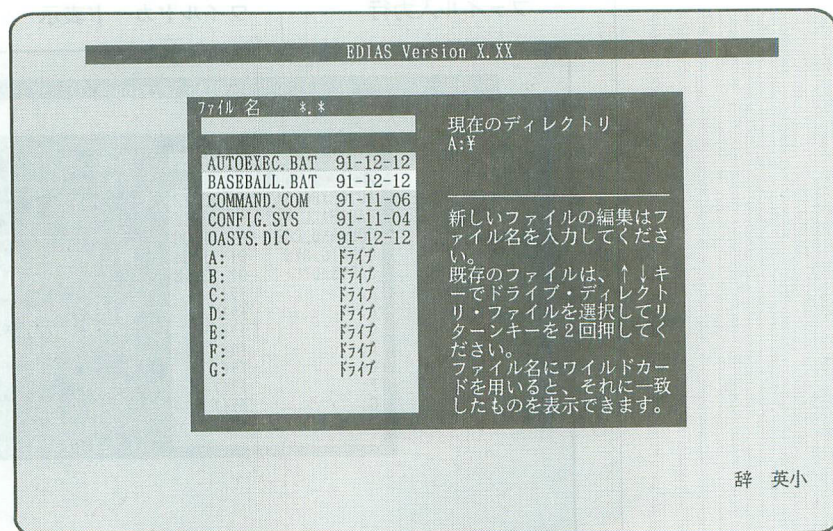 EDIAS Version X.XX
ﾌｧｲﾙ 名 *.*
AUTOEXEC.BAT 91-12-12
BASEBALL.BAT 91-12-12
COMMAND.COM 91-11-06
CONFIG.SYS 91-11-04
OASYS.DIC 91-12-12
A: ﾄﾞﾗｲﾌﾞ
B: ﾄﾞﾗｲﾌﾞ
C: ﾄﾞﾗｲﾌﾞ
D: ﾄﾞﾗｲﾌﾞ
E: ﾄﾞﾗｲﾌﾞ
F: ﾄﾞﾗｲﾌﾞ
G: ﾄﾞﾗｲﾌﾞ
現在のディレクトリ
A:¥
新しいファイルの編集はフ
ァイル名を入力してくださ
い。
既存のファイルは、↑↓キ
ーでドライブ・ディレクト
リ・ファイルを選択してリ
ターンキーを２回押してく
ださい。
ファイル名にワイルドカー
ドを用いると、それに一致
したものを表示できます。
辞 英小